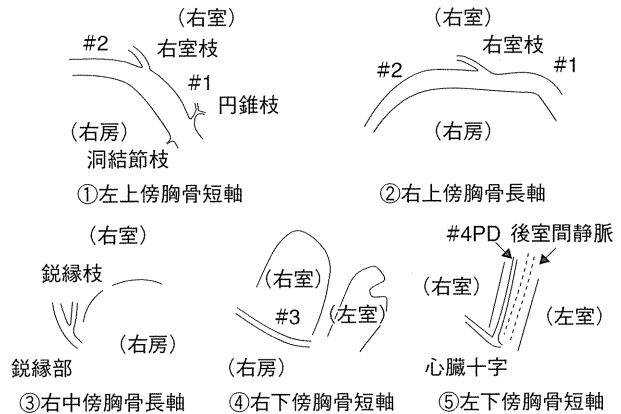 (右室)
#2
右室枝
#1
円錐枝
(右房)
洞結節枝
①左上傍胸骨短軸
(右室)
右室枝
#2
#1
(右房)
②右上傍胸骨長軸
(右室)
鋭縁枝
(右房)
鋭縁部
③右中傍胸骨長軸
(右室)
#3
(左室)
(右房)
④右下傍胸骨短軸
#4PD 後室間静脈
(右室)
(左室)
心臓十字
⑤左下傍胸骨短軸